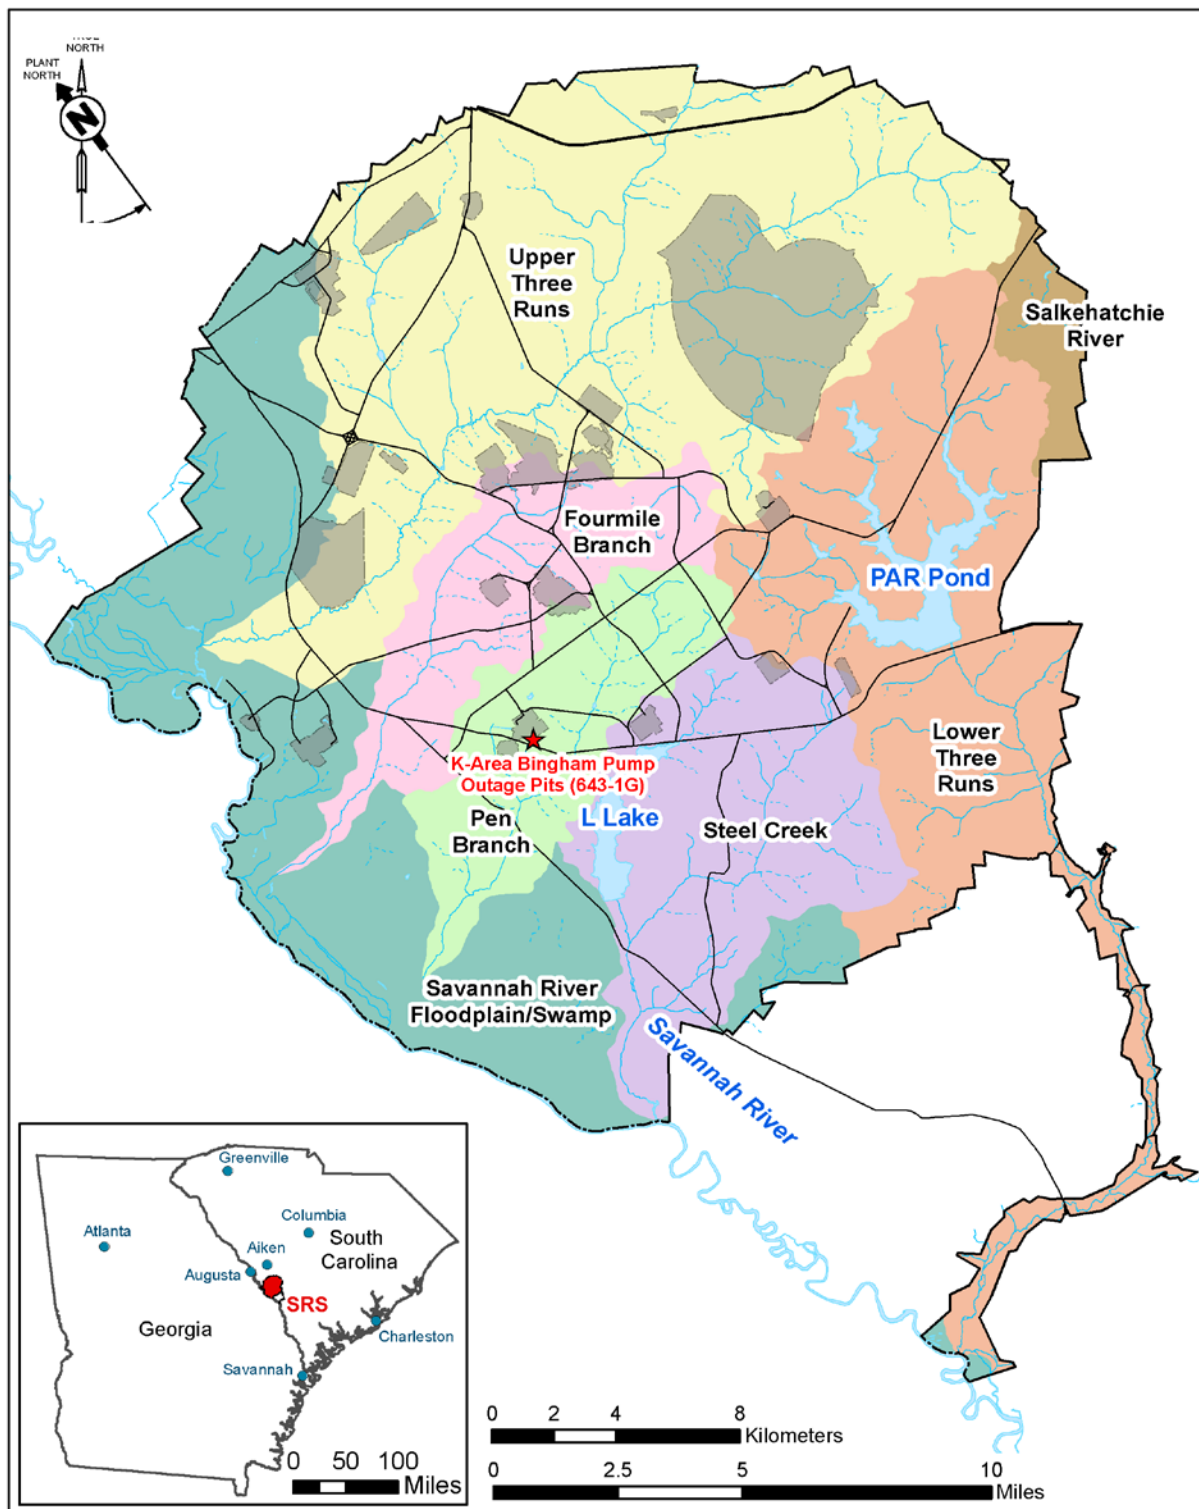 NORTH
PLANT
NORTH
N
Upper
Three
Runs
Salkehatchie
River
Fourmile
Branch
PAR Pond
K-Area Bingham Pump
Outage Pits (643-1G)
Lower
Three
Runs
L Lake
Pen
Branch
Steel Creek
Savannah River
Floodplain/Swamp
Savannah River
Greenville
Columbia
Atlanta
South
Carolina
Aiken
Augusta
SRS
Georgia
Charleston
Savannah
0 50 100
Miles
0 2 4 8
Kilometers
0 2.5 5 10
Miles